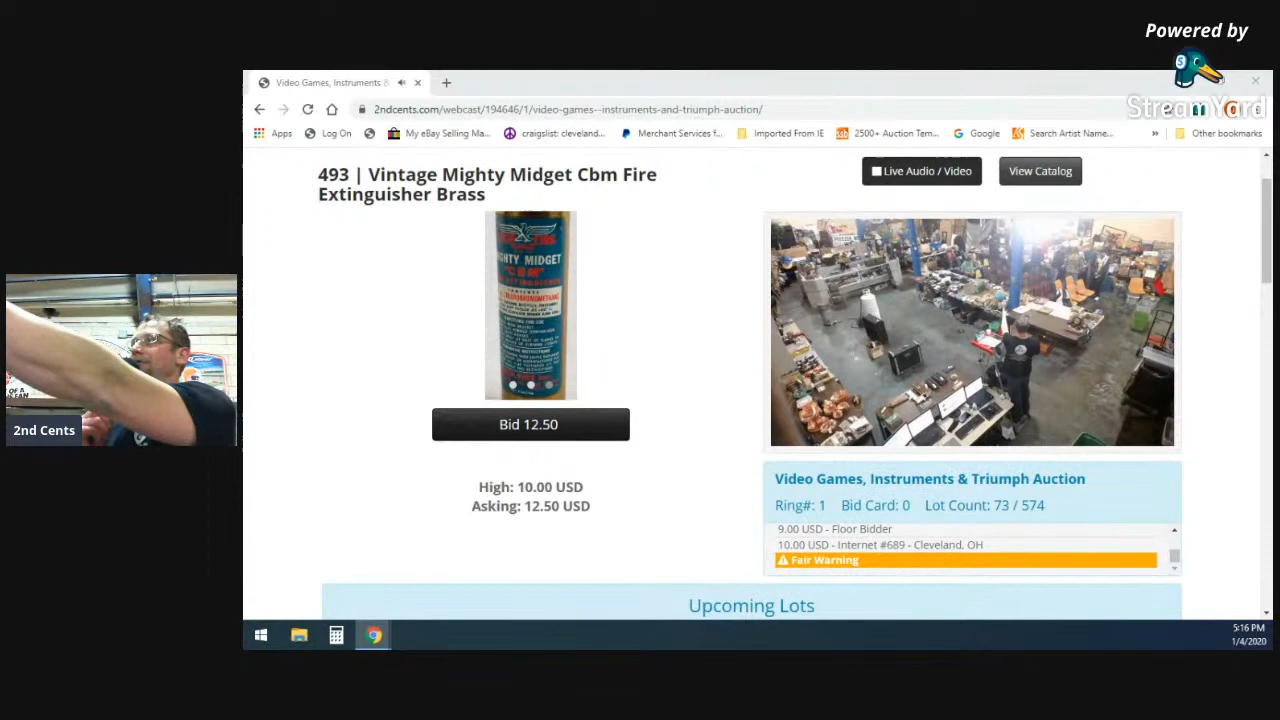 Powered by
StreamYard
Video Games, Instruments &
2ndcents.com/webcast/194646/1/video-games--instruments-and-triumph-auction/
Apps
Log On
My eBay Selling Ma...
craigslist: cleveland...
Merchant Services f...
Imported From IE
2500+ Auction Tem...
Google
Search Artist Name...
»
Other bookmarks
493 | Vintage Mighty Midget Cbm Fire
Extinguisher Brass
Live Audio / Video
View Catalog
MIGHTY MIDGET
"CBM"
Bid 12.50
High: 10.00 USD
Asking: 12.50 USD
Video Games, Instruments & Triumph Auction
Ring#: 1 Bid Card: 0 Lot Count: 73 / 574
9.00 USD - Floor Bidder
10.00 USD - Internet #689 - Cleveland, OH
Fair Warning
Upcoming Lots
2nd Cents
5:16 PM
1/4/2020